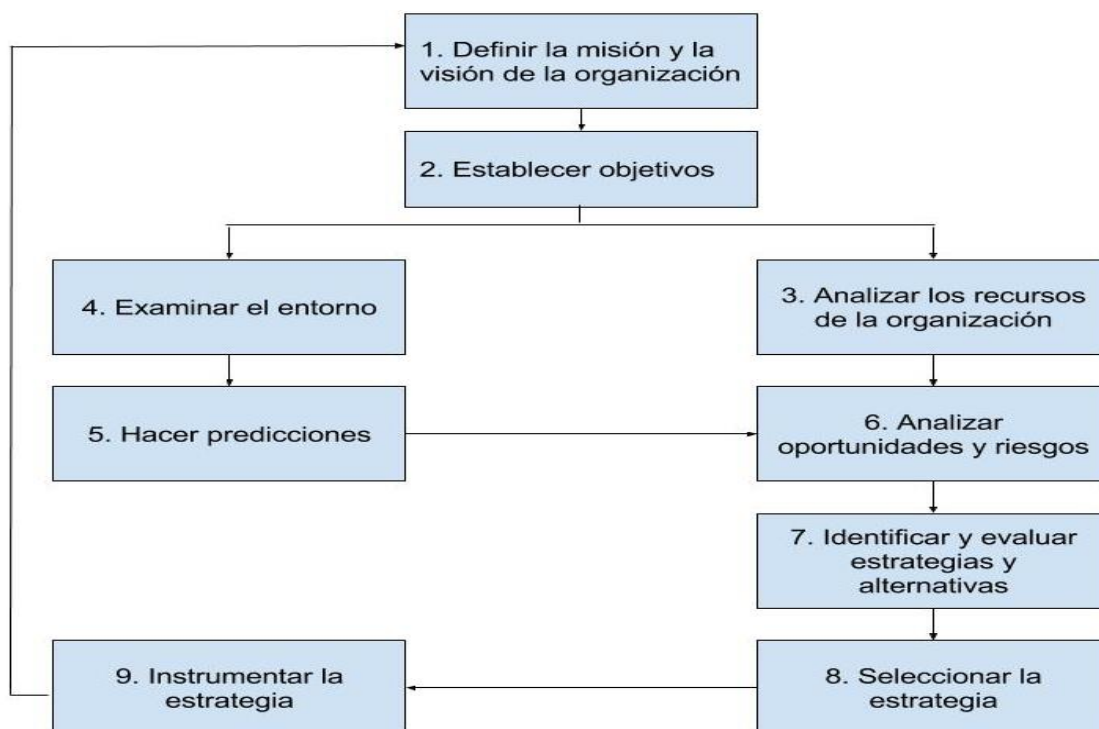 1. Definir la misión y la
visión de la organización
2. Establecer objetivos
4. Examinar el entorno
3. Analizar los recursos
de la organización
5. Hacer predicciones
6. Analizar
oportunidades y riesgos
7. Identificar y evaluar
estrategias y
alternativas
9. Instrumentar la
estrategia
8. Seleccionar la
estrategia